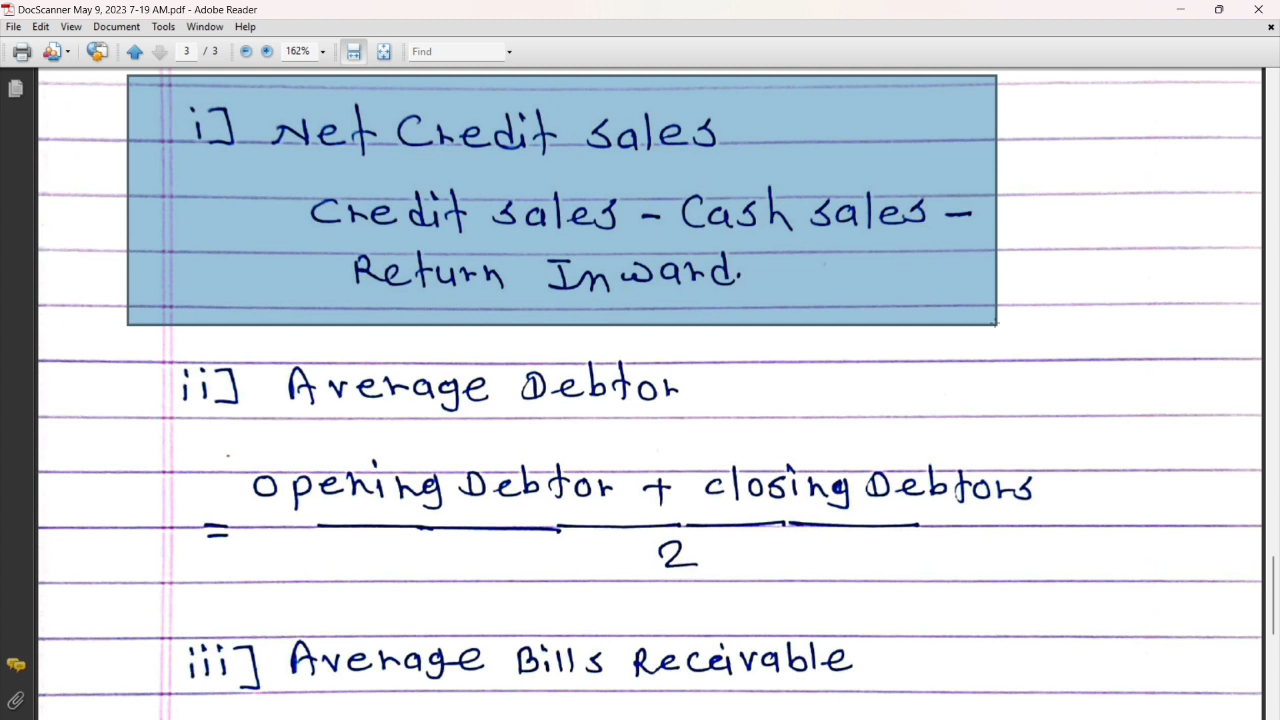 DocScanner May 9, 2023 7-19 AM.pdf - Adobe Reader
File Edit View Document Tools Window Help
3 / 3 162% Find
i] Net Credit sales
Credit sales - Cash sales -
Return Inward.
ii] Average Debtor
= opening Debtor + closing Debtors
2
iii] Average Bills Receivable